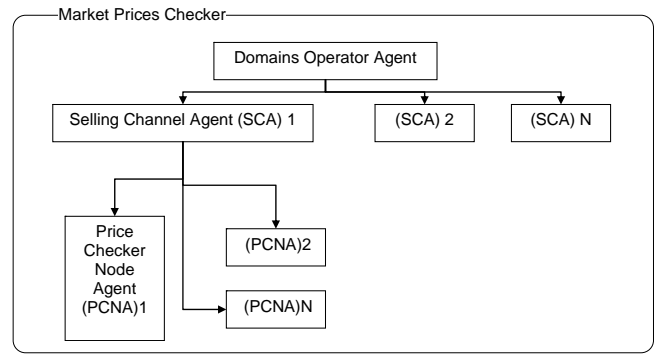 Market Prices Checker
Domains Operator Agent
Selling Channel Agent (SCA) 1
(SCA) 2
(SCA) N
Price
Checker
Node
Agent
(PCNA)1
(PCNA)2
(PCNA)N